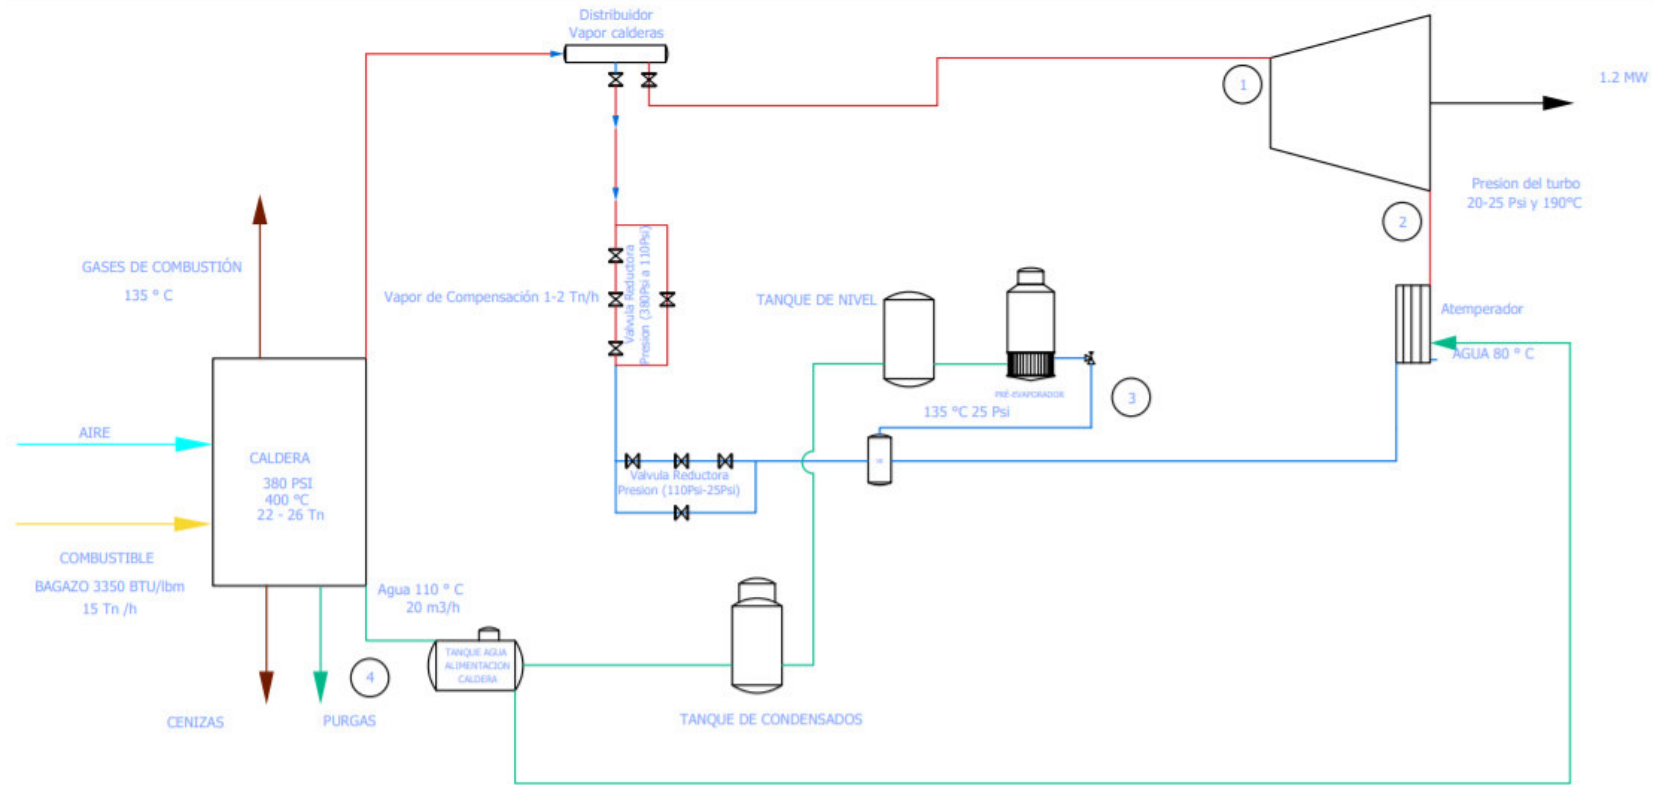 Distribuidor
Vapor calderas
1
1.2 MW
Presion del turbo
20-25 Psi y 190°C
2
GASES DE COMBUSTIÓN
135 ° C
Vapor de Compensación 1-2 Tn/h
Valvula Reductora
Presion (380Psi a 110Psi)
TANQUE DE NIVEL
Atemperador
AGUA 80 ° C
PRÉ-EVAPORADOR
135 °C 25 Psi
3
AIRE
CALDERA
380 PSI
400 °C
22 - 26 Tn
Valvula Reductora
Presion (110Psi-25Psi)
COMBUSTIBLE
BAGAZO 3350 BTU/lbm
15 Tn /h
Agua 110 ° C
20 m3/h
TANQUE AGUA
ALIMENTACION
CALDERA
4
CENIZAS
PURGAS
TANQUE DE CONDENSADOS